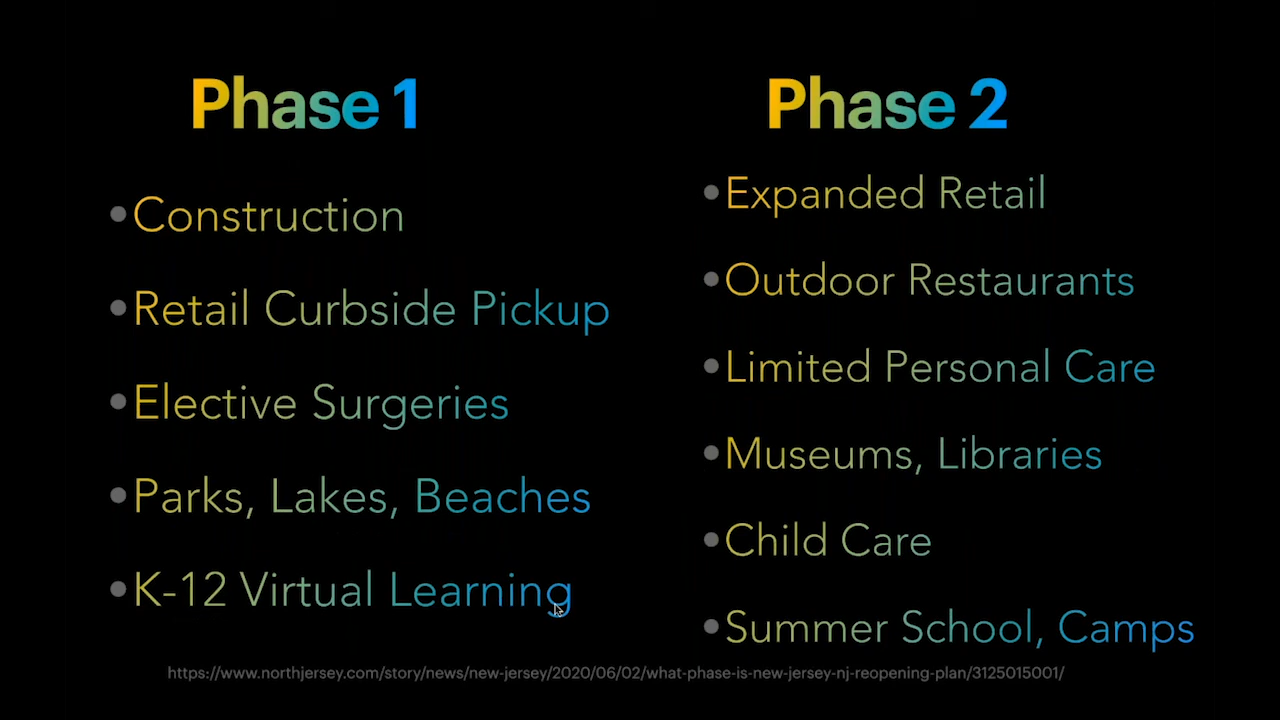 Phase 1
• Construction
• Retail Curbside Pickup
• Elective Surgeries
• Parks, Lakes, Beaches
• K-12 Virtual Learning
Phase 2
• Expanded Retail
• Outdoor Restaurants
• Limited Personal Care
• Museums, Libraries
• Child Care
• Summer School, Camps
https://www.northjersey.com/story/news/new-jersey/2020/06/02/what-phase-is-new-jersey-nj-reopening-plan/3125015001/